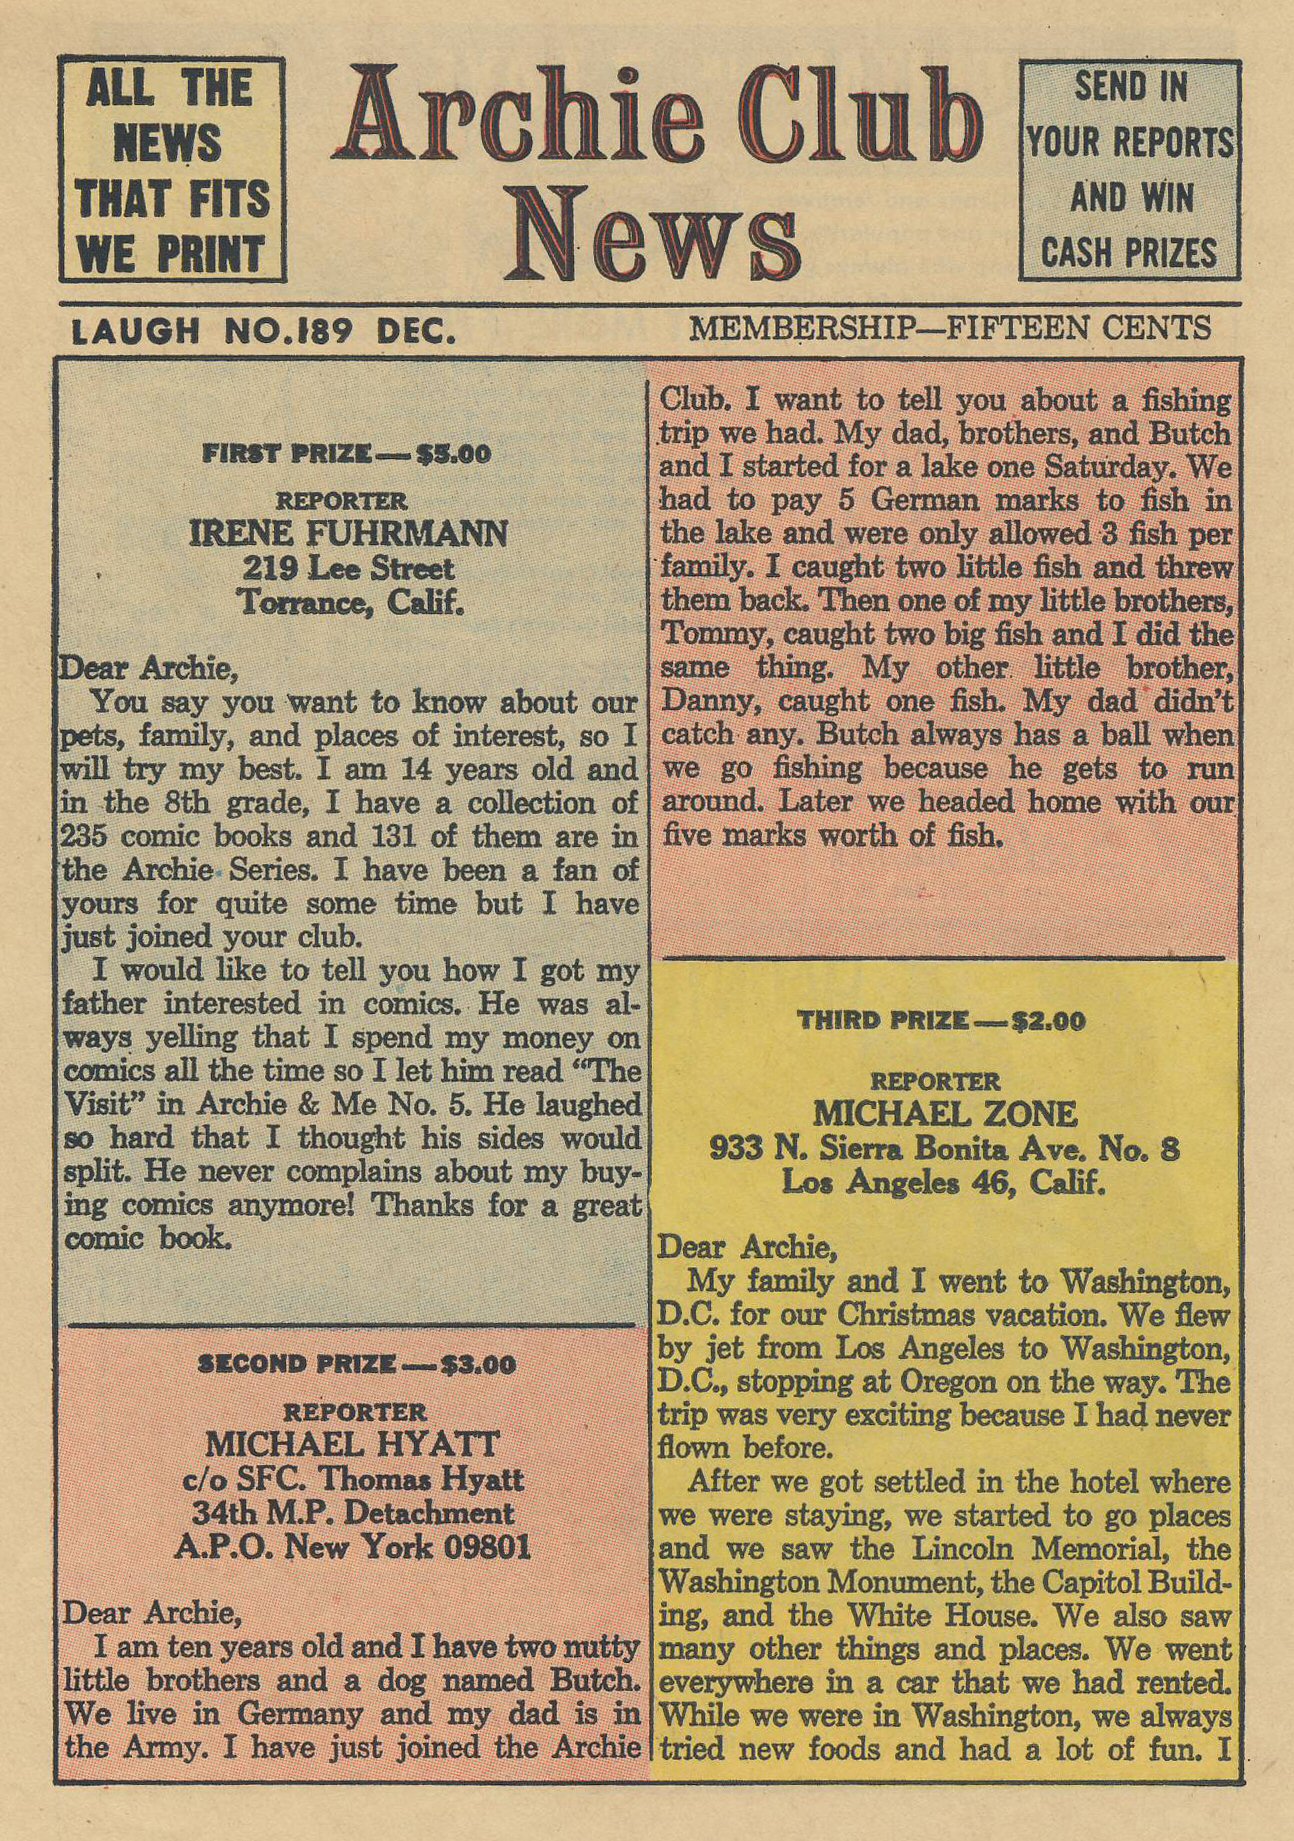 ALL THE
NEWS
THAT FITS
WE PRINT
Archie Club
News
SEND IN
YOUR REPORTS
AND WIN
CASH PRIZES
LAUGH NO.189 DEC.
MEMBERSHIP—FIFTEEN CENTS
FIRST PRIZE—$5.00
REPORTER
IRENE FUHRMANN
219 Lee Street
Torrance, Calif.
Dear Archie,
You say you want to know about our
pets, family, and places of interest, so I
will try my best. I am 14 years old and
in the 8th grade, I have a collection of
235 comic books and 131 of them are in
the Archie Series. I have been a fan of
yours for quite some time but I have
just joined your club.
I would like to tell you how I got my
father interested in comics. He was al-
ways yelling that I spend my money on
comics all the time so I let him read “The
Visit” in Archie & Me No. 5. He laughed
so hard that I thought his sides would
split. He never complains about my buy-
ing comics anymore! Thanks for a great
comic book.
SECOND PRIZE—$3.00
REPORTER
MICHAEL HYATT
c/o SFC. Thomas Hyatt
34th M.P. Detachment
A.P.O. New York 09801
Dear Archie,
I am ten years old and I have two nutty
little brothers and a dog named Butch.
We live in Germany and my dad is in
the Army. I have just joined the Archie
Club. I want to tell you about a fishing
trip we had. My dad, brothers, and Butch
and I started for a lake one Saturday. We
had to pay 5 German marks to fish in
the lake and were only allowed 3 fish per
family. I caught two little fish and threw
them back. Then one of my little brothers,
Tommy, caught two big fish and I did the
same thing. My other little brother,
Danny, caught one fish. My dad didn't
catch any. Butch always has a ball when
we go fishing because he gets to run
around. Later we headed home with our
five marks worth of fish.
THIRD PRIZE—$2.00
REPORTER
MICHAEL ZONE
933 N. Sierra Bonita Ave. No. 8
Los Angeles 46, Calif.
Dear Archie,
My family and I went to Washington,
D.C. for our Christmas vacation. We flew
by jet from Los Angeles to Washington,
D.C., stopping at Oregon on the way. The
trip was very exciting because I had never
flown before.
After we got settled in the hotel where
we were staying, we started to go places
and we saw the Lincoln Memorial, the
Washington Monument, the Capitol Build-
ing, and the White House. We also saw
many other things and places. We went
everywhere in a car that we had rented.
While we were in Washington, we always
tried new foods and had a lot of fun. I